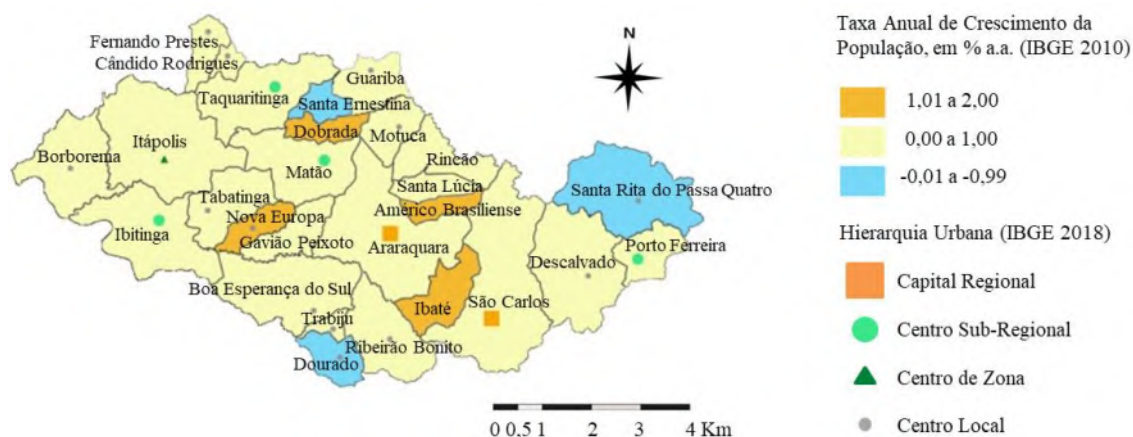 Fernando Prestes
Cândido Rodrigues
Taquaritinga
Guariba
Santa Ernestina
Dobrada
Motuca
Itápolis
Borborema
Matão
Rincão
Tabatinga
Santa Lúcia
Santa Rita do Passa Quatro
Nova Europa
Américo Brasiliense
Ibitinga
Gavião Peixoto
Araraquara
Porto Ferreira
Descalvado
Boa Esperança do Sul
Ibaté
São Carlos
Trabiju
Ribeirão Bonito
Dourado
N
0 0,5 1 2 3 4 Km
Taxa Anual de Crescimento da
População, em % a.a. (IBGE 2010)
1,01 a 2,00
0,00 a 1,00
-0,01 a -0,99
Hierarquia Urbana (IBGE 2018)
Capital Regional
Centro Sub-Regional
Centro de Zona
Centro Local